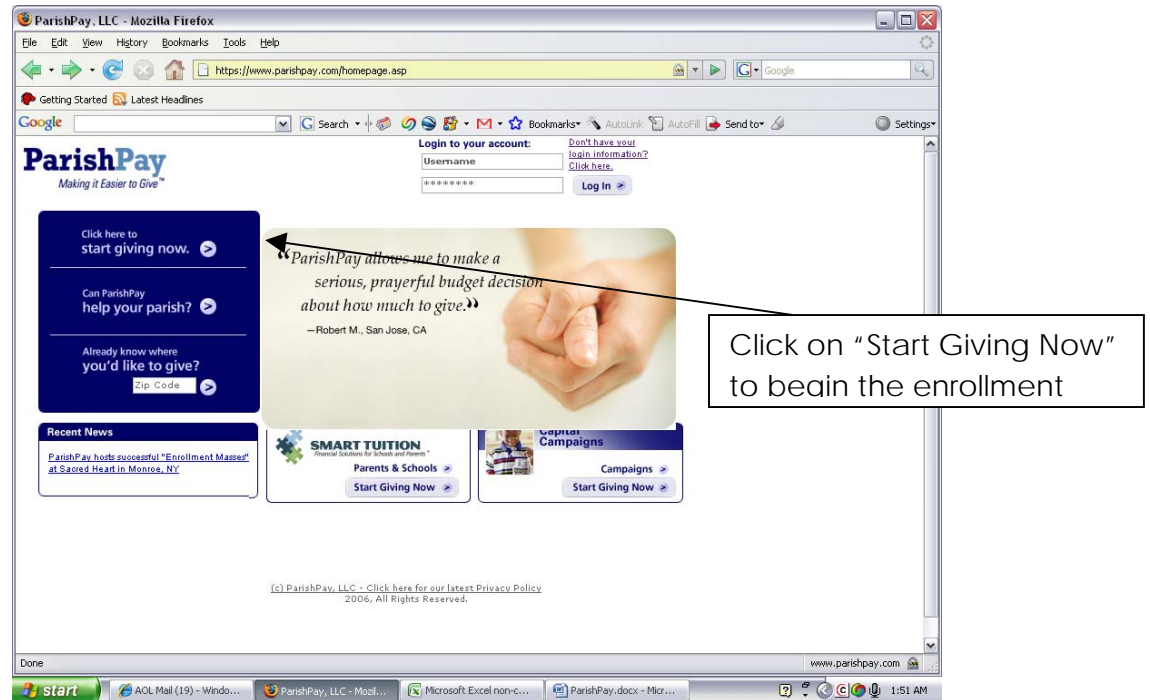 ParishPay, LLC - Mozilla Firefox
File Edit View History Bookmarks Tools Help
https://www.parishpay.com/homepage.asp
G Google
Getting Started Latest Headlines
Google
Search Bookmarks AutoLink AutoFill Send to Settings
ParishPay
Making it Easier to Give™
Login to your account:
Username
********
Don't have your
login information?
Click here.
Log In
Click here to
start giving now.
Can ParishPay
help your parish?
Already know where
you'd like to give?
Zip Code
“ParishPay allows me to make a
serious, prayerful budget decision
about how much to give.”
—Robert M., San Jose, CA
Click on “Start Giving Now”
to begin the enrollment
Recent News
ParishPay hosts successful "Enrollment Masses"
at Sacred Heart in Monroe, NY
SMART TUITION
Financial Solutions for Schools and Parents
Parents & Schools
Start Giving Now
Capital
Campaigns
Campaigns
Start Giving Now
(c) ParishPay, LLC - Click here for our latest Privacy Policy
2006, All Rights Reserved.
Done
www.parishpay.com
start
AOL Mail (19) - Windo...
ParishPay, LLC - Mozil...
Microsoft Excel non-c...
ParishPay.docx - Micr...
1:51 AM